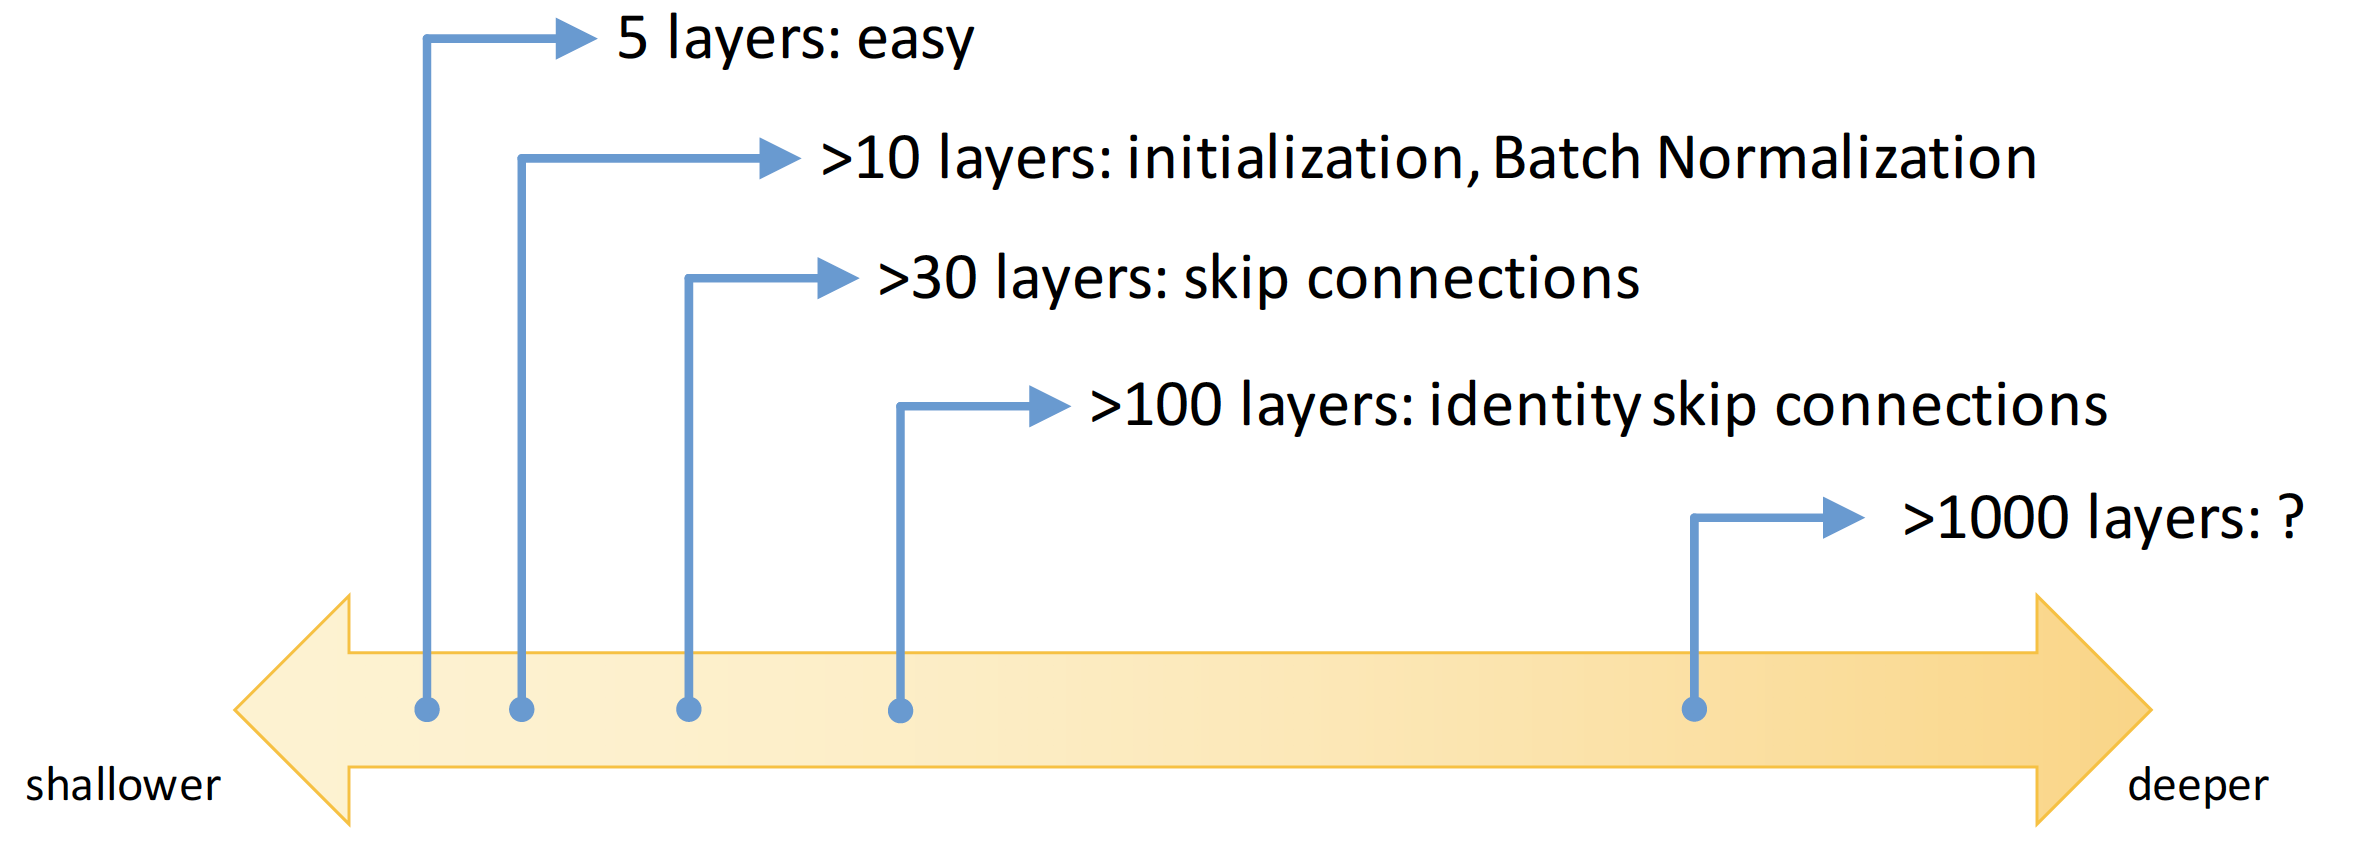 5 layers: easy
>10 layers: initialization, Batch Normalization
>30 layers: skip connections
>100 layers: identity skip connections
>1000 layers: ?
shallower
deeper